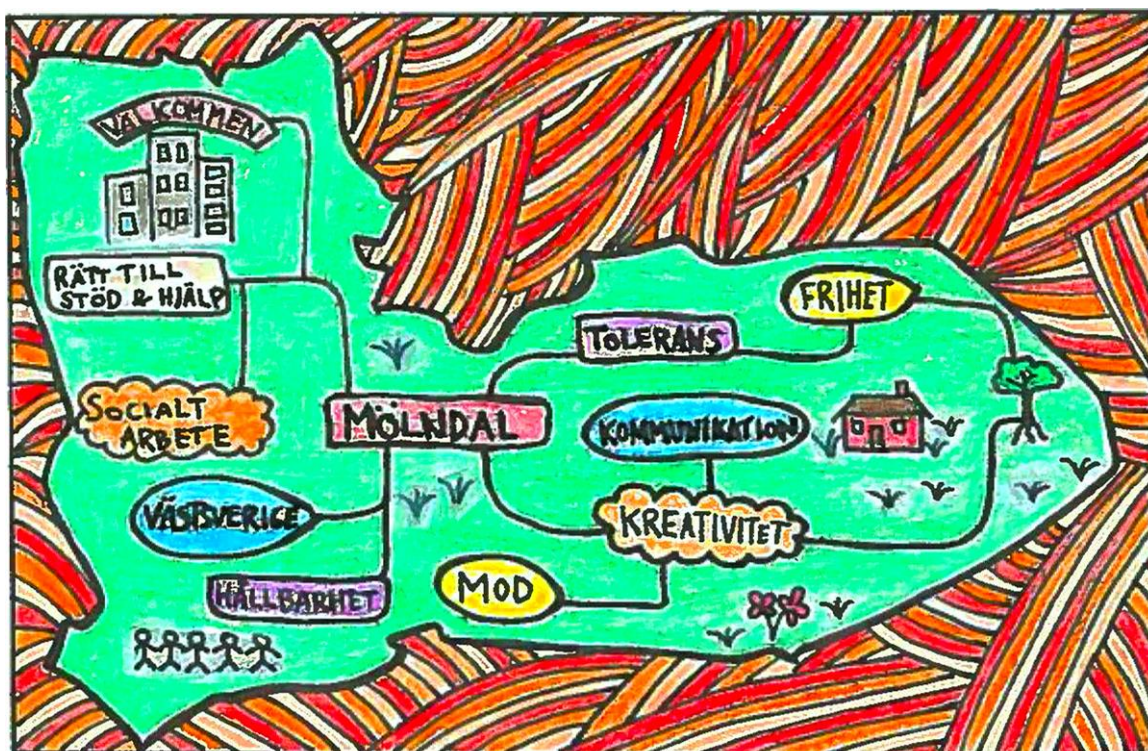 VÄLKOMMEN
RÄTT TILL
STÖD & HJÄLP
SOCIALT
ARBETE
VÄSTSVERIGE
HÅLLBARHET
MÖLNDAL
TOLERANS
FRIHET
KOMMUNIKATION
KREATIVITET
MOD